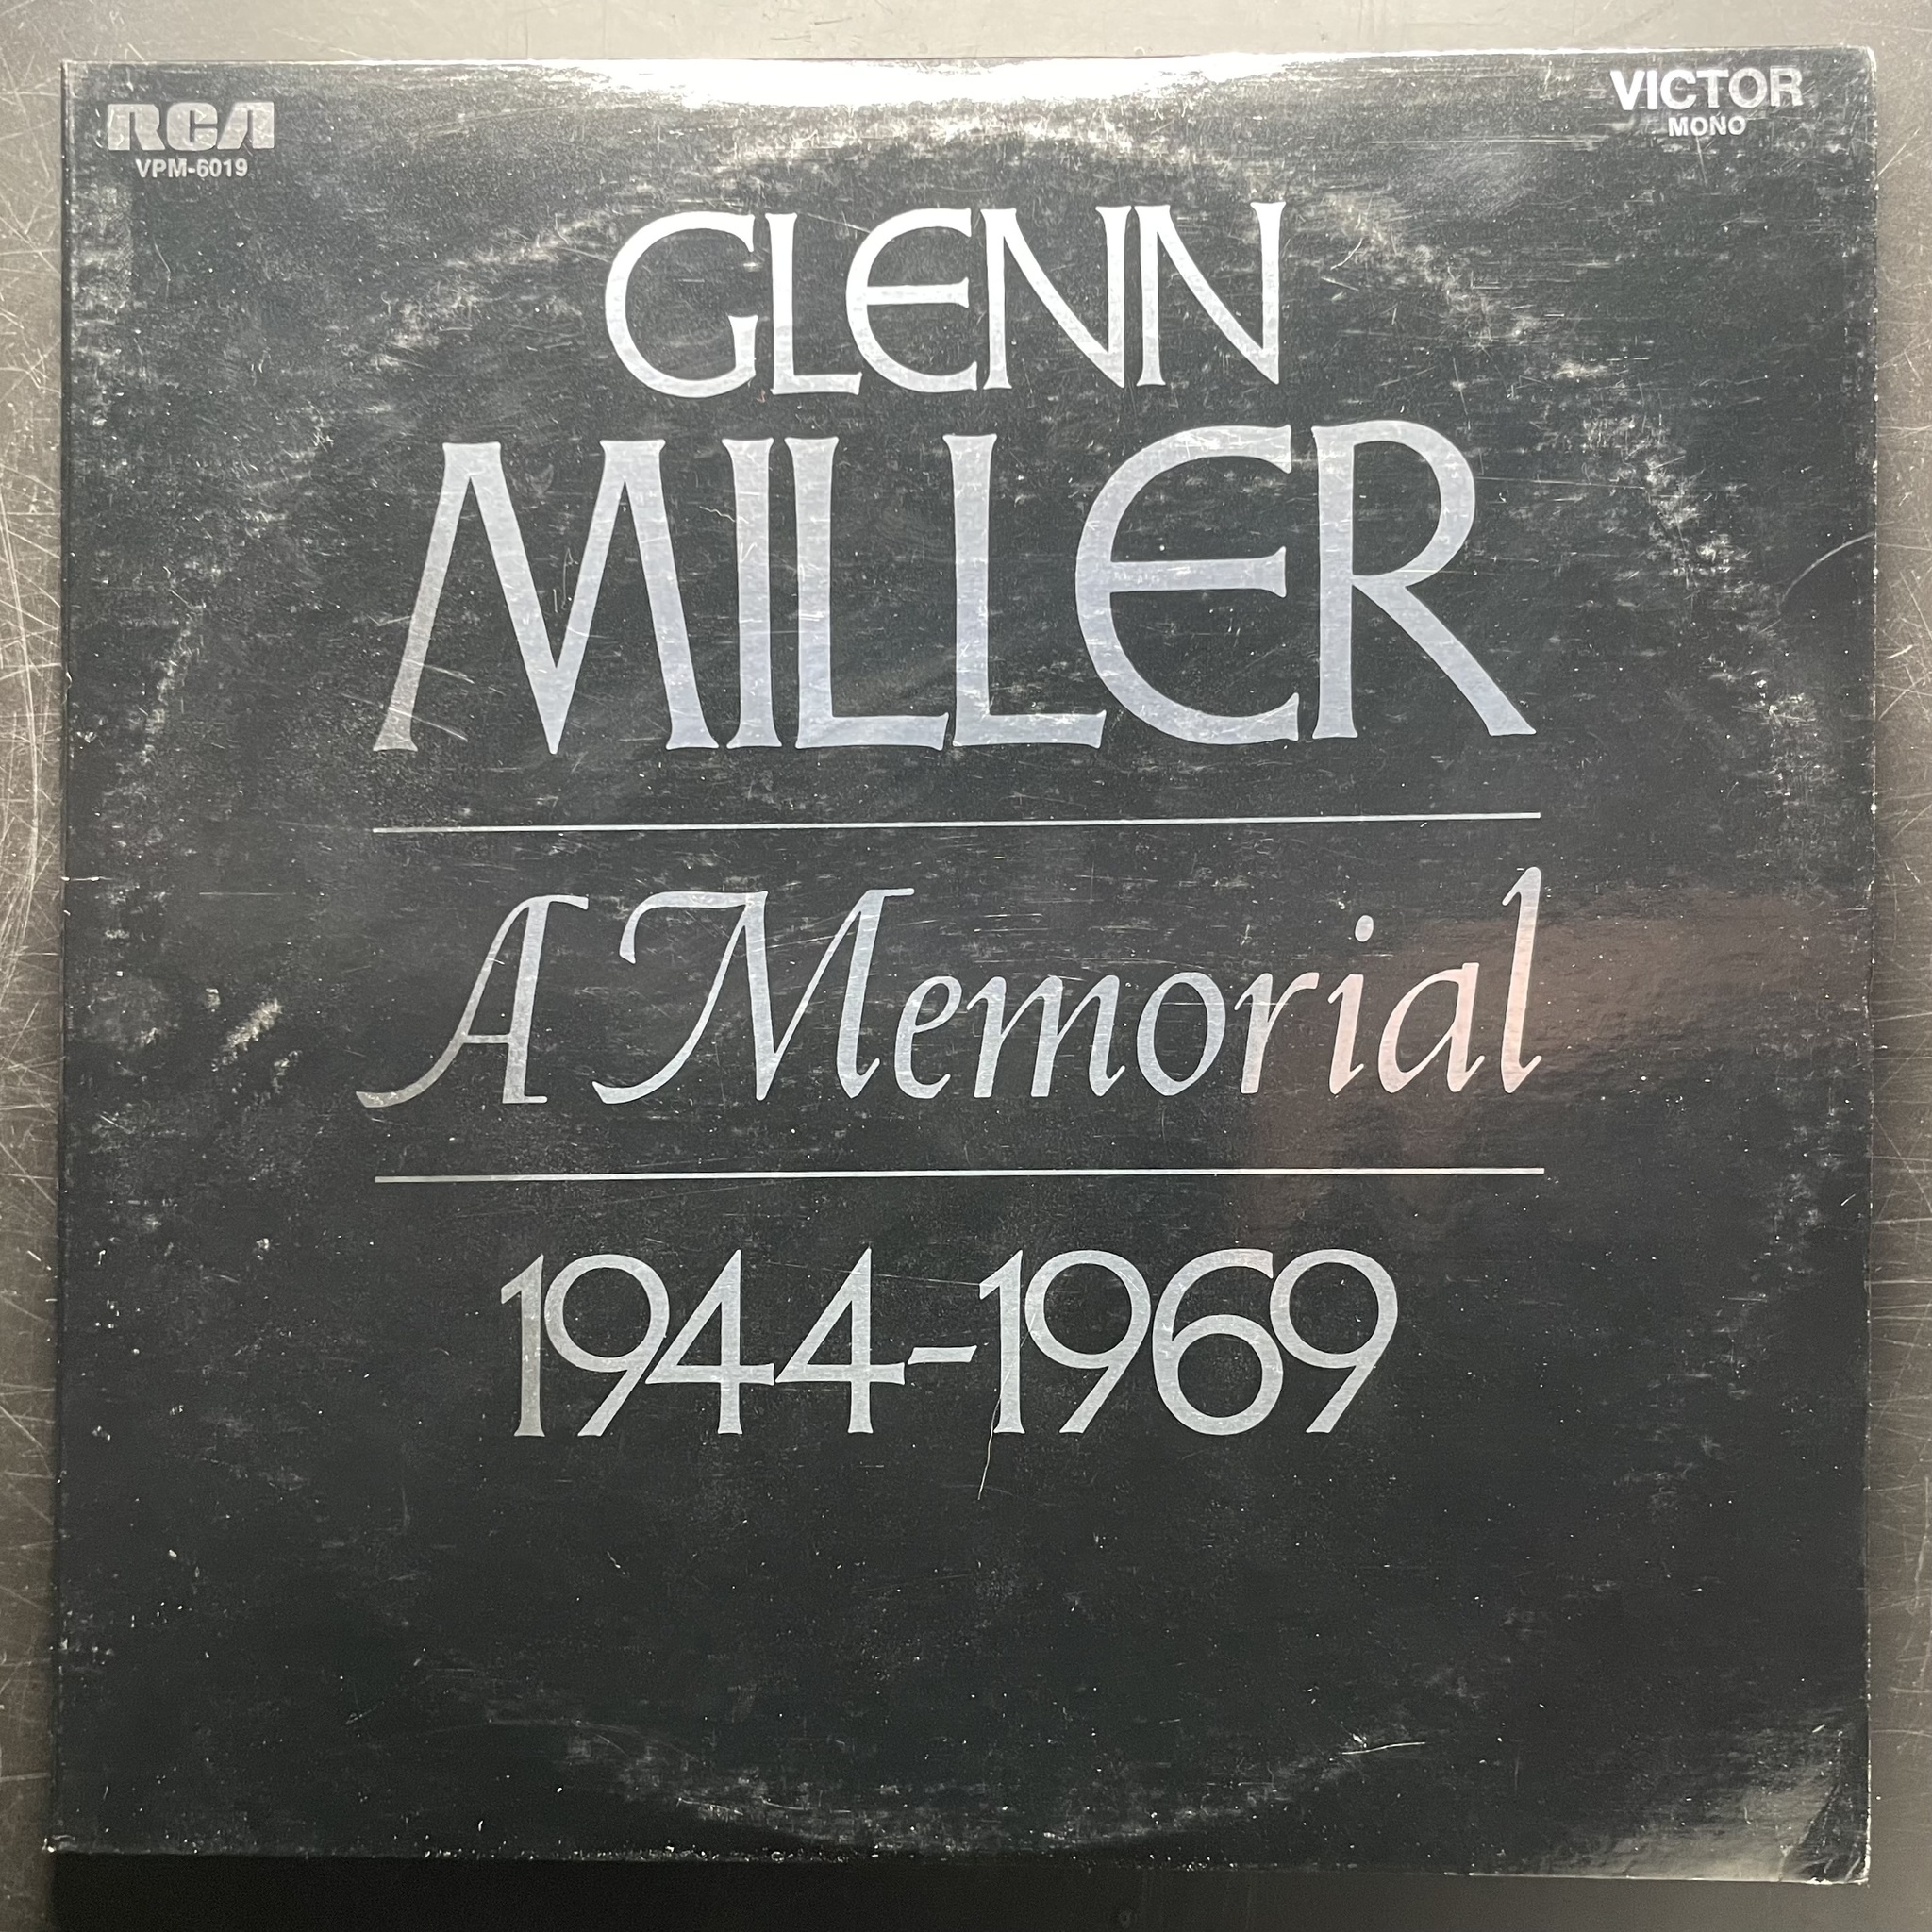 RCA
VPM-6019
VICTOR
MONO
GLENN
MILLER
A Memorial
1944-1969